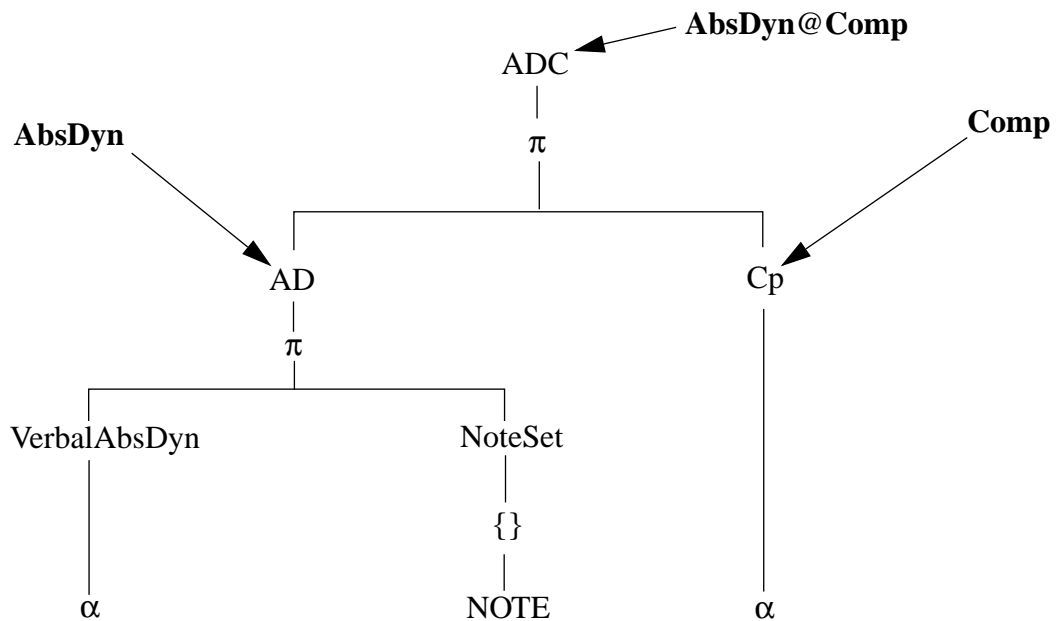 AbsDyn@Comp
ADC
π
AbsDyn
Comp
AD
Cp
π
VerbalAbsDyn
NoteSet
{}
α
NOTE
α